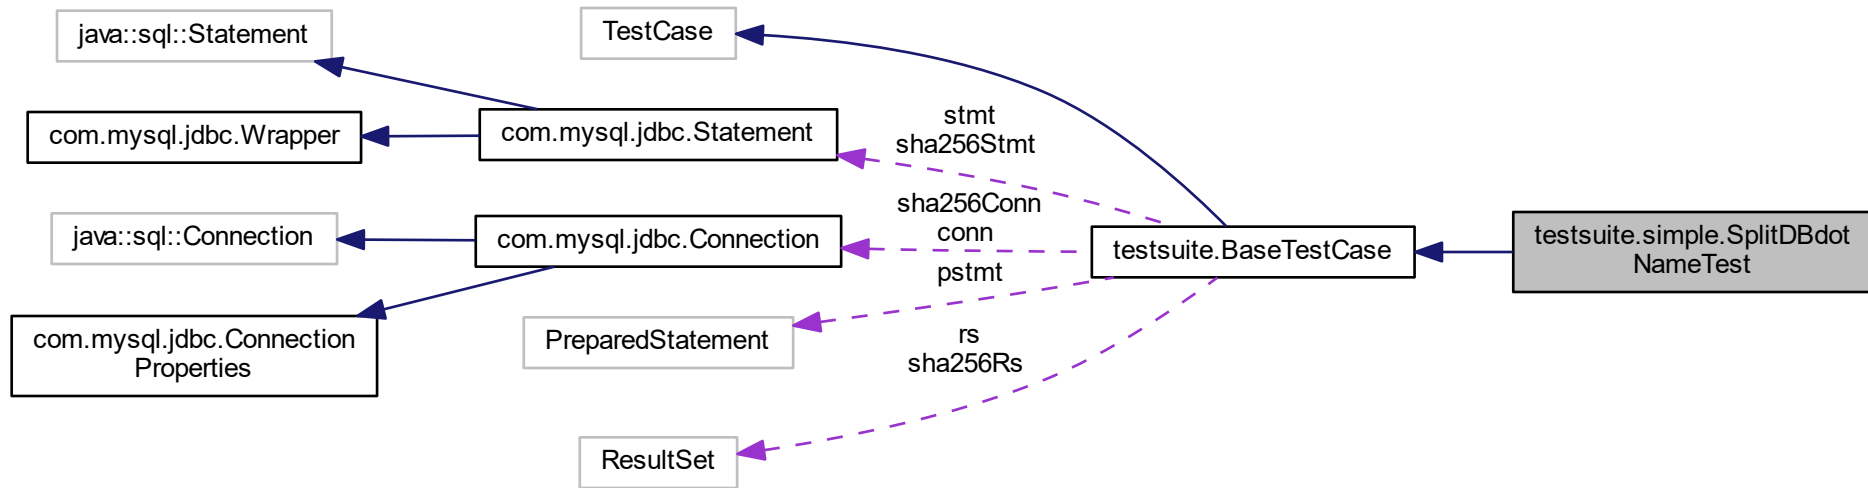 java::sql::Statement
TestCase
com.mysql.jdbc.Wrapper
com.mysql.jdbc.Statement
stmt
sha256Stmt
java::sql::Connection
com.mysql.jdbc.Connection
sha256Conn
conn
testsuite.BaseTestCase
testsuite.simple.SplitDBdot
NameTest
pstmt
com.mysql.jdbc.Connection
Properties
PreparedStatement
rs
sha256Rs
ResultSet